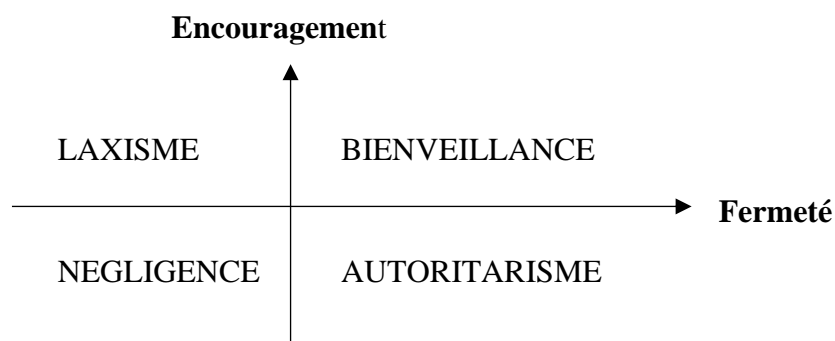 Encouragement
LAXISME
BIENVEILLANCE
Fermeté
NEGLIGENCE
AUTORITARISME